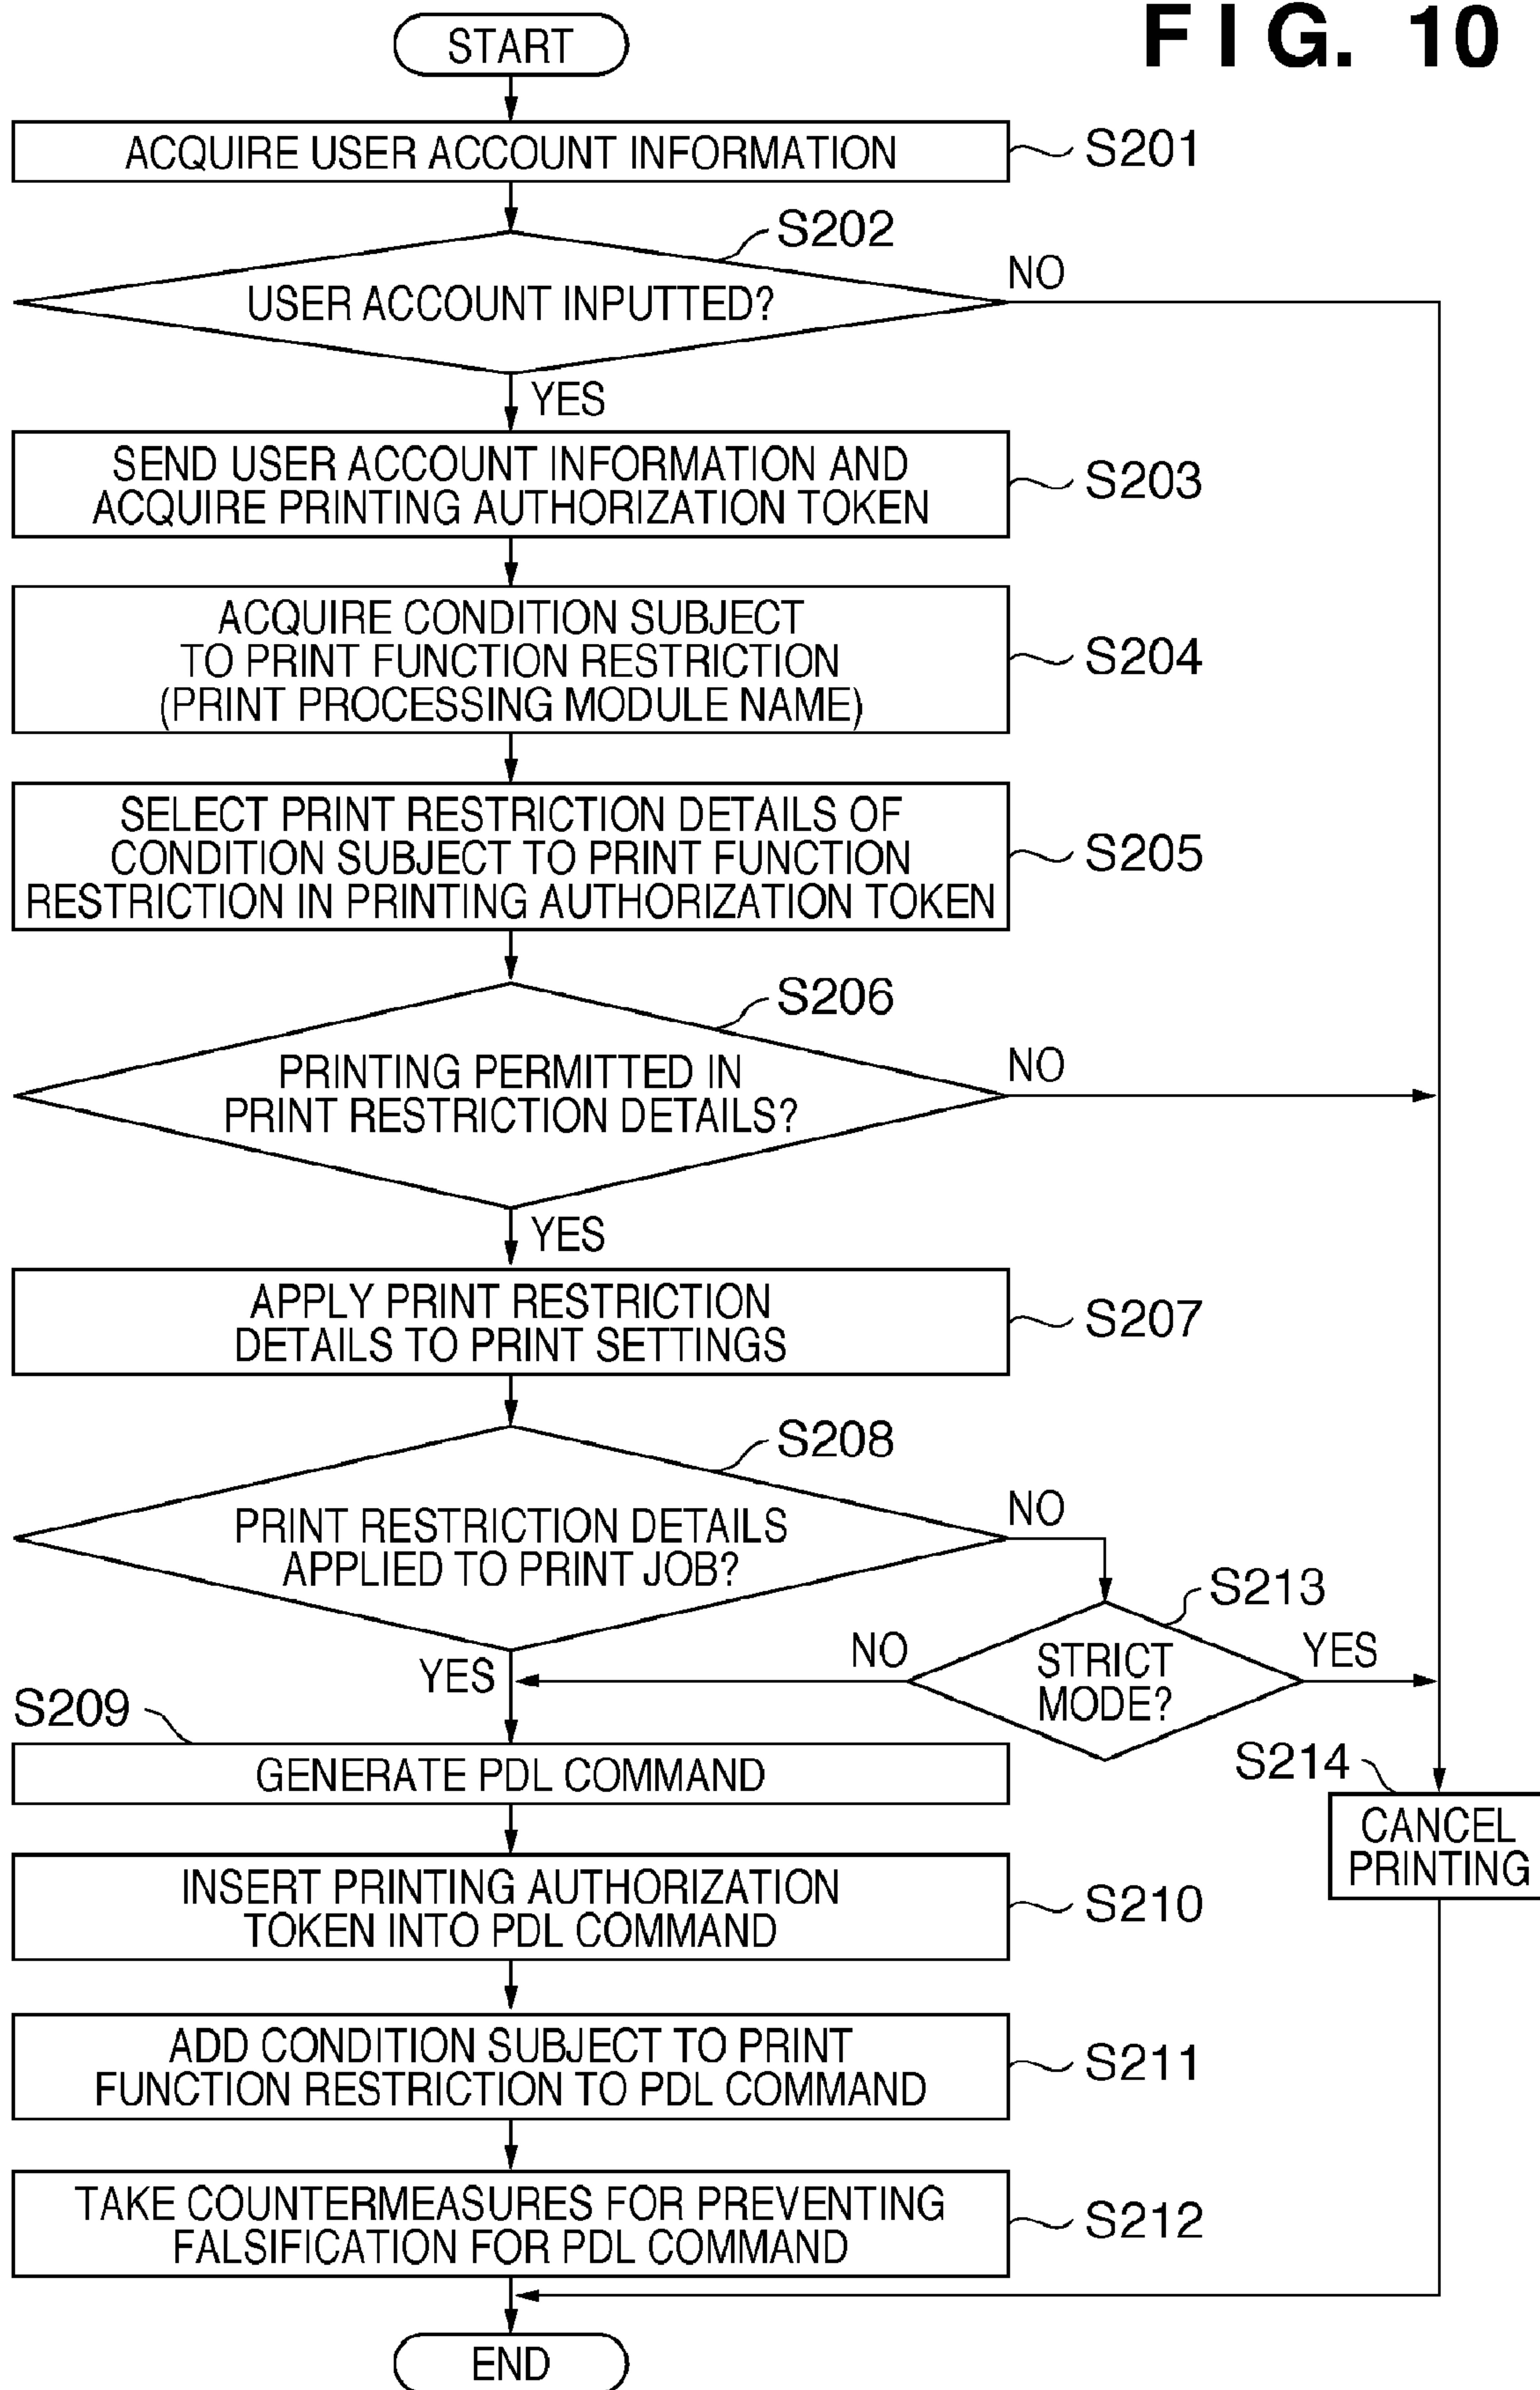 FIG. 10
START
ACQUIRE USER ACCOUNT INFORMATION
S201
S202
USER ACCOUNT INPUTTED?
NO
YES
SEND USER ACCOUNT INFORMATION AND
ACQUIRE PRINTING AUTHORIZATION TOKEN
S203
ACQUIRE CONDITION SUBJECT
TO PRINT FUNCTION RESTRICTION
(PRINT PROCESSING MODULE NAME)
S204
SELECT PRINT RESTRICTION DETAILS OF
CONDITION SUBJECT TO PRINT FUNCTION
RESTRICTION IN PRINTING AUTHORIZATION TOKEN
S205
S206
PRINTING PERMITTED IN
PRINT RESTRICTION DETAILS?
NO
YES
APPLY PRINT RESTRICTION
DETAILS TO PRINT SETTINGS
S207
S208
PRINT RESTRICTION DETAILS
APPLIED TO PRINT JOB?
NO
S213
STRICT
MODE?
NO
YES
YES
S209
GENERATE PDL COMMAND
S214
CANCEL
PRINTING
INSERT PRINTING AUTHORIZATION
TOKEN INTO PDL COMMAND
S210
ADD CONDITION SUBJECT TO PRINT
FUNCTION RESTRICTION TO PDL COMMAND
S211
TAKE COUNTERMEASURES FOR PREVENTING
FALSIFICATION FOR PDL COMMAND
S212
END